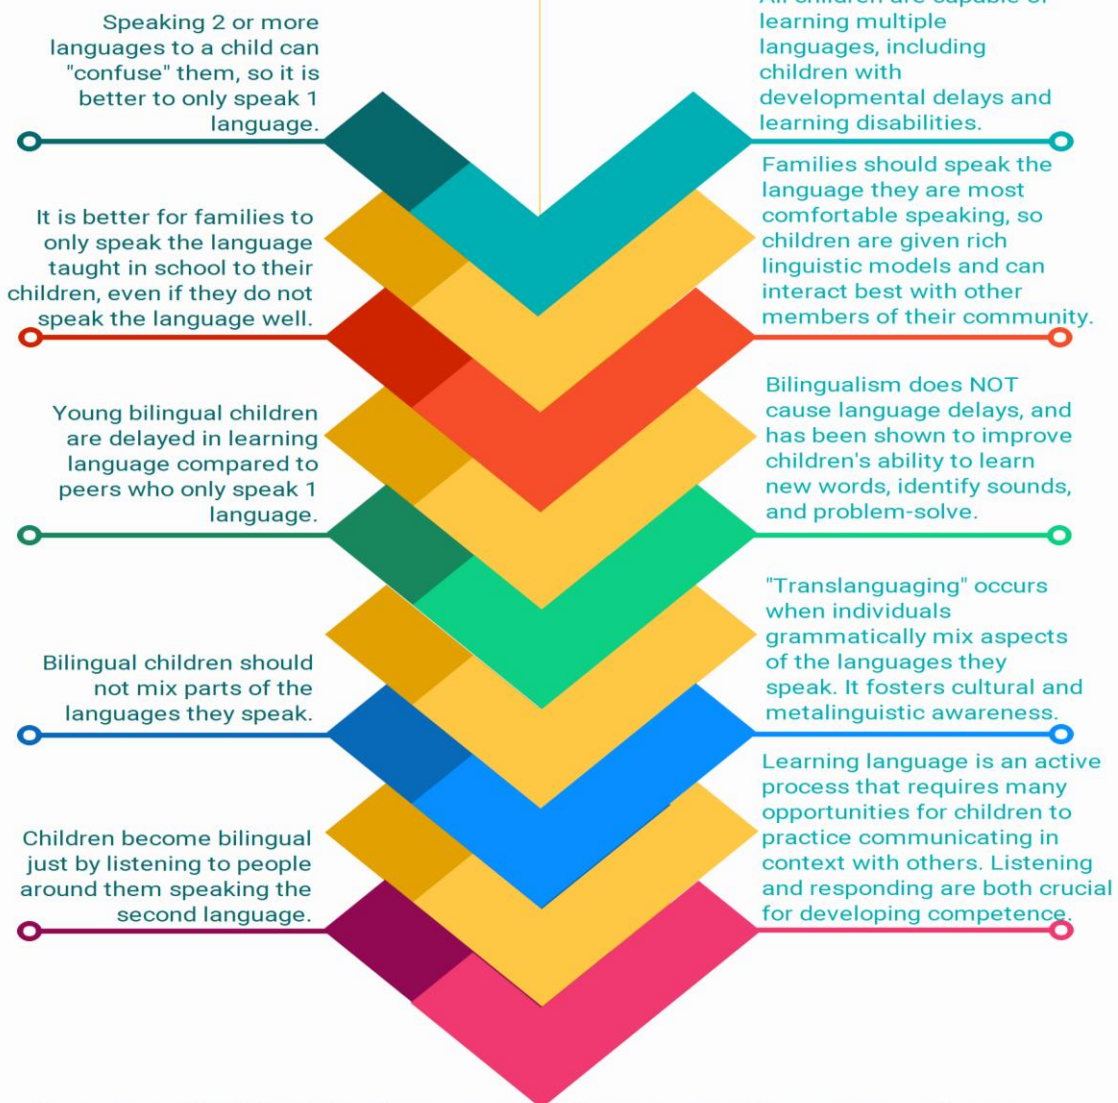 Speaking 2 or more
languages to a child can
"confuse" them, so it is
better to only speak 1
language.
All children are capable of
learning multiple
languages, including
children with
developmental delays and
learning disabilities.
It is better for families to
only speak the language
taught in school to their
children, even if they do not
speak the language well.
Families should speak the
language they are most
comfortable speaking, so
children are given rich
linguistic models and can
interact best with other
members of their community.
Young bilingual children
are delayed in learning
language compared to
peers who only speak 1
language.
Bilingualism does NOT
cause language delays, and
has been shown to improve
children's ability to learn
new words, identify sounds,
and problem-solve.
Bilingual children should
not mix parts of the
languages they speak.
"Translanguaging" occurs
when individuals
grammatically mix aspects
of the languages they
speak. It fosters cultural and
metalinguistic awareness.
Children become bilingual
just by listening to people
around them speaking the
second language.
Learning language is an active
process that requires many
opportunities for children to
practice communicating in
context with others. Listening
and responding are both crucial
for developing competence.